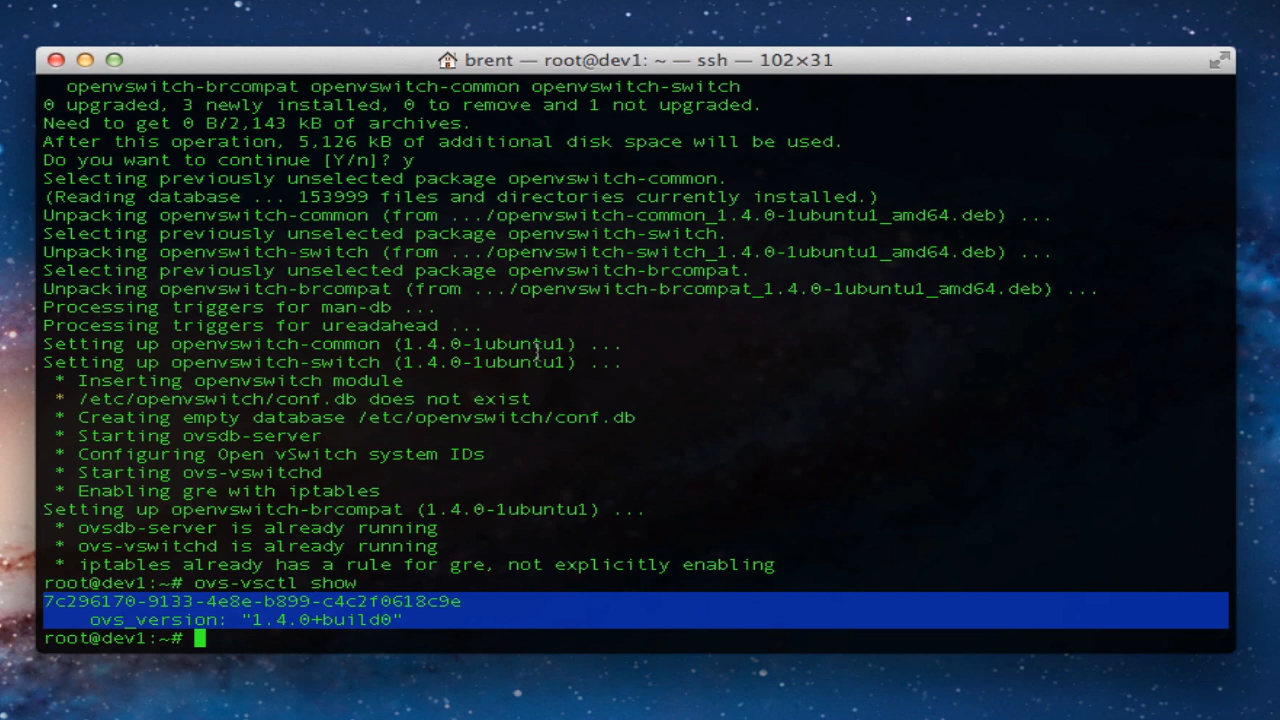 brent — root@dev1: ~ — ssh — 102×31
openvswitch-brcompat openvswitch-common openvswitch-switch
0 upgraded, 3 newly installed, 0 to remove and 1 not upgraded.
Need to get 0 B/2,143 kB of archives.
After this operation, 5,126 kB of additional disk space will be used.
Do you want to continue [Y/n]? y
Selecting previously unselected package openvswitch-common.
(Reading database ... 153999 files and directories currently installed.)
Unpacking openvswitch-common (from .../openvswitch-common_1.4.0-1ubuntu1_amd64.deb) ...
Selecting previously unselected package openvswitch-switch.
Unpacking openvswitch-switch (from .../openvswitch-switch_1.4.0-1ubuntu1_amd64.deb) ...
Selecting previously unselected package openvswitch-brcompat.
Unpacking openvswitch-brcompat (from .../openvswitch-brcompat_1.4.0-1ubuntu1_amd64.deb) ...
Processing triggers for man-db ...
Processing triggers for ureadahead ...
Setting up openvswitch-common (1.4.0-1ubuntu1) ...
Setting up openvswitch-switch (1.4.0-1ubuntu1) ...
* Inserting openvswitch module
* /etc/openvswitch/conf.db does not exist
* Creating empty database /etc/openvswitch/conf.db
* Starting ovsdb-server
* Configuring Open vSwitch system IDs
* Starting ovs-vswitchd
* Enabling gre with iptables
Setting up openvswitch-brcompat (1.4.0-1ubuntu1) ...
* ovsdb-server is already running
* ovs-vswitchd is already running
* iptables already has a rule for gre, not explicitly enabling
root@dev1:~# ovs-vsctl show
7c296170-9133-4e8e-b899-c4c2f0618c9e
ovs_version: "1.4.0+build0"
root@dev1:~#